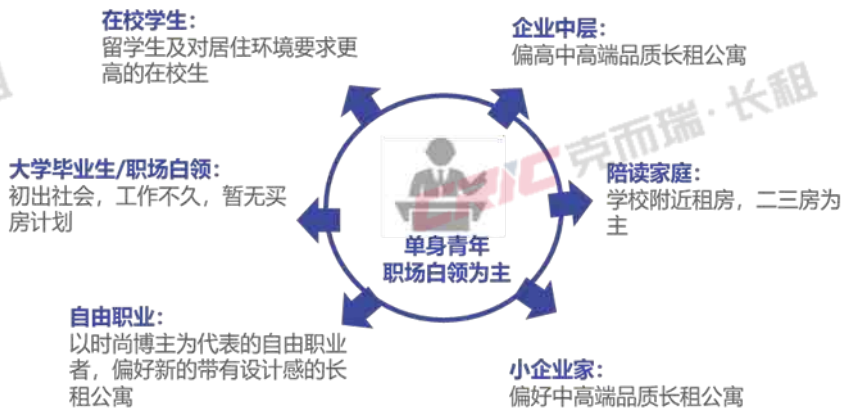 在校学生：
留学生及对居住环境要求更
高的在校生
企业中层：
偏高中高端品质长租公寓
大学毕业生/职场白领：
初出社会，工作不久，暂无买
房计划
陪读家庭：
学校附近租房，二三房为
主
单身青年
职场白领为主
自由职业：
以时尚博主为代表的自由职业
者，偏好新的带有设计感的长
租公寓
小企业家：
偏好中高端品质长租公寓
CRIC克而瑞·长租
租